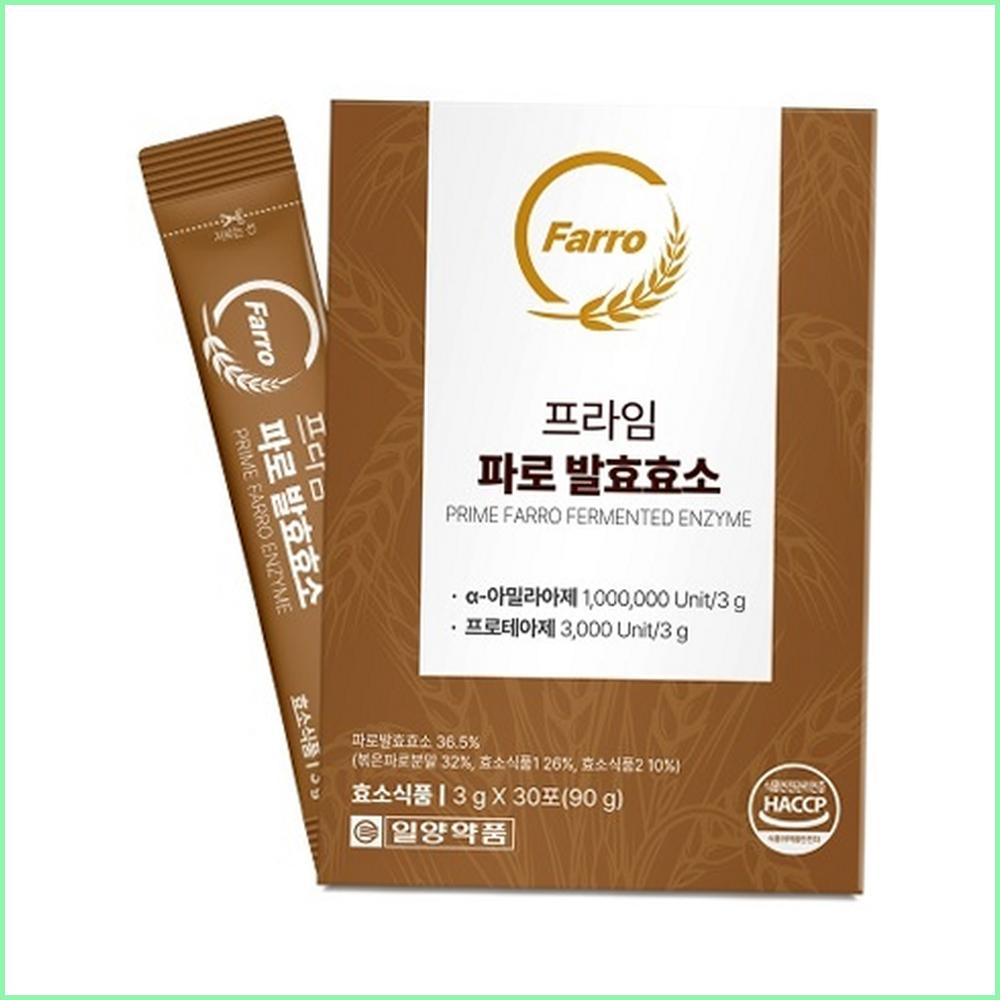 Farro
프라임
파로 발효효소
PRIME FARRO FERMENTED ENZYME
· α-아밀라아제 1,000,000 Unit/3 g
· 프로테아제 3,000 Unit/3 g
파로발효효소 36.5%
(볶은파로분말 32%, 효소식품1 26%, 효소식품2 10%)
효소식품 | 3 g X 30포(90 g)
일양약품
HACCP
Farro
프라임
파로 발효효소
PRIME FARRO ENZYME
효소식품 | 3 g